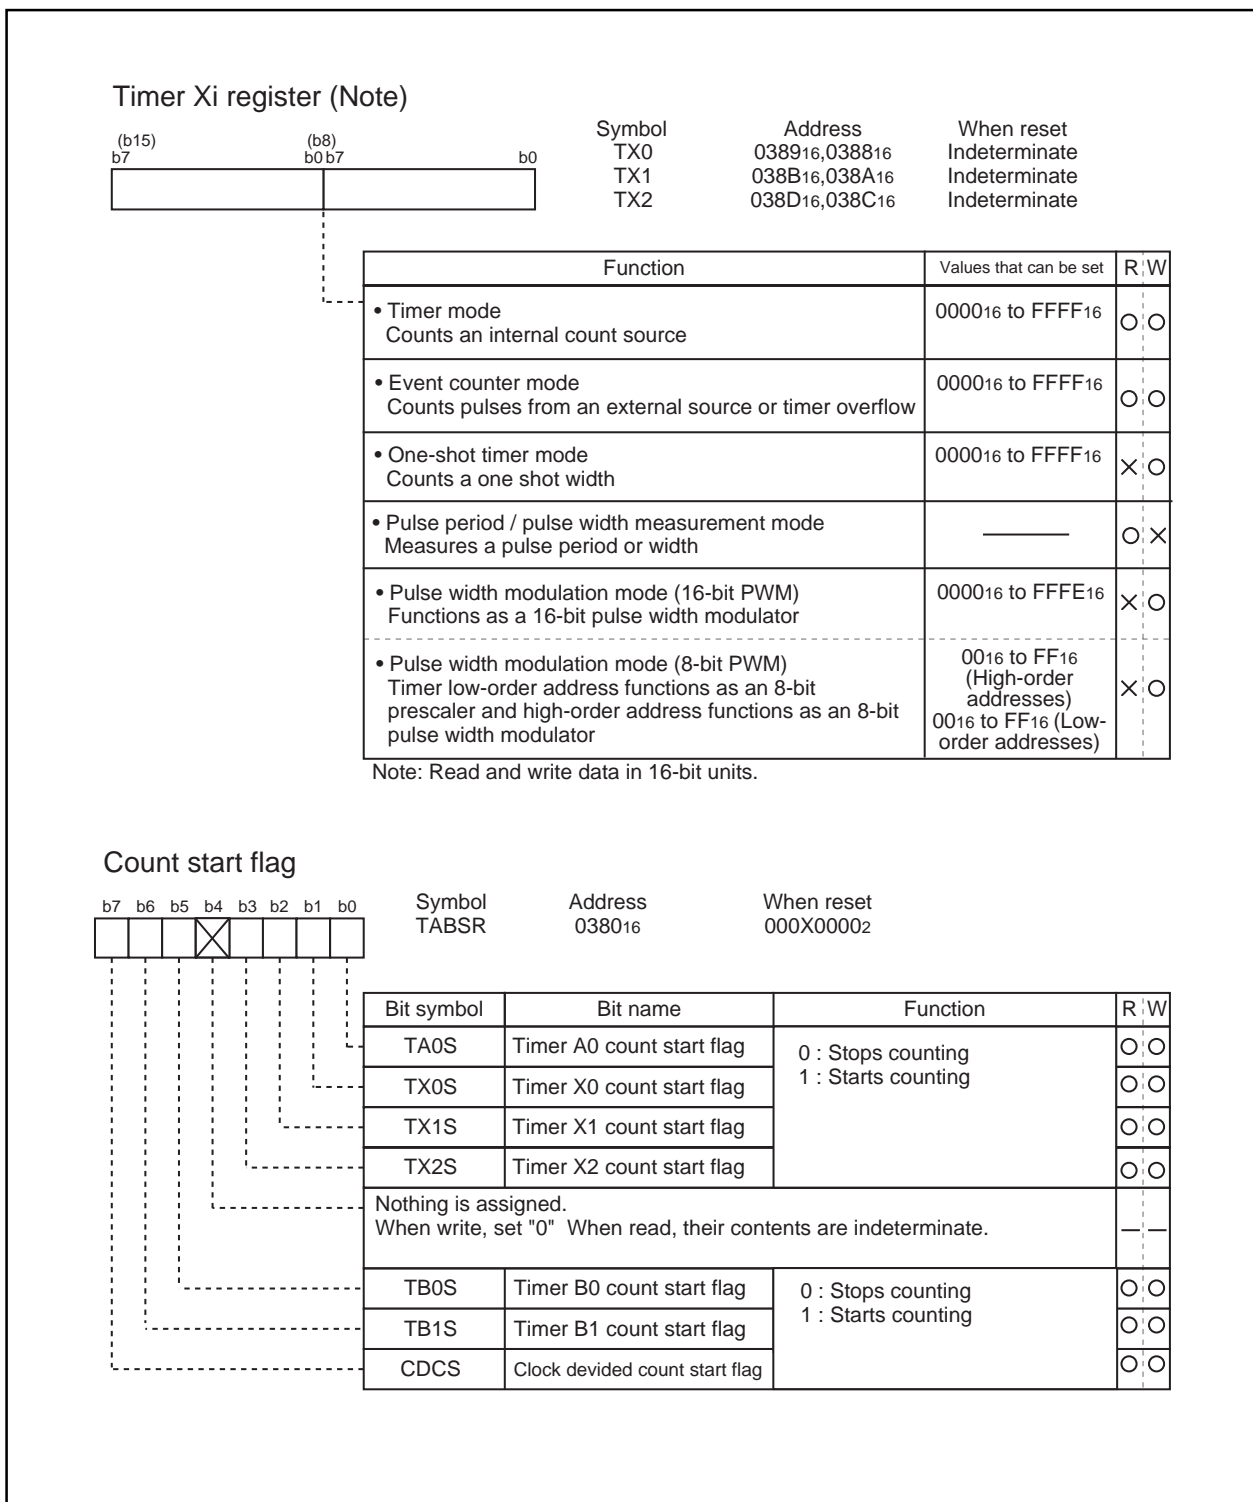 Timer Xi register (Note)
(b15) (b8)
b7 b0 b7 b0
Symbol Address When reset
TX0 038916,038816 Indeterminate
TX1 038B16,038A16 Indeterminate
TX2 038D16,038C16 Indeterminate
Function Values that can be set R W
• Timer mode 000016 to FFFF16
Counts an internal count source
• Event counter mode 000016 to FFFF16
Counts pulses from an external source or timer overflow
• One-shot timer mode 000016 to FFFF16
Counts a one shot width
• Pulse period / pulse width measurement mode
Measures a pulse period or width
• Pulse width modulation mode (16-bit PWM) 000016 to FFFE16
Functions as a 16-bit pulse width modulator
• Pulse width modulation mode (8-bit PWM)
Timer low-order address functions as an 8-bit
prescaler and high-order address functions as an 8-bit
pulse width modulator
0016 to FF16
(High-order
addresses)
0016 to FF16 (Low-
order addresses)
Note: Read and write data in 16-bit units.
Count start flag
b7 b6 b5 b4 b3 b2 b1 b0
Symbol Address When reset
TABSR 038016 000X00002
Bit symbol Bit name Function R W
TA0S Timer A0 count start flag 0 : Stops counting
1 : Starts counting
TX0S Timer X0 count start flag
TX1S Timer X1 count start flag
TX2S Timer X2 count start flag
Nothing is assigned.
When write, set "0" When read, their contents are indeterminate.
TB0S Timer B0 count start flag 0 : Stops counting
1 : Starts counting
TB1S Timer B1 count start flag
CDCS Clock devided count start flag